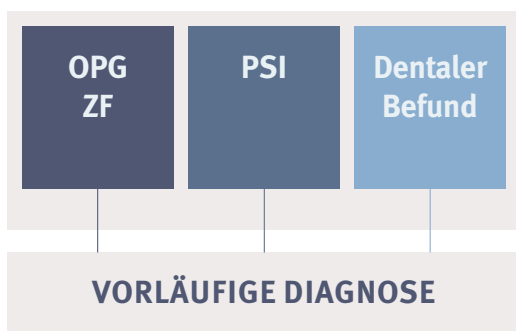 OPG
ZF
PSI
Dentaler
Befund
VORLÄUFIGE DIAGNOSE